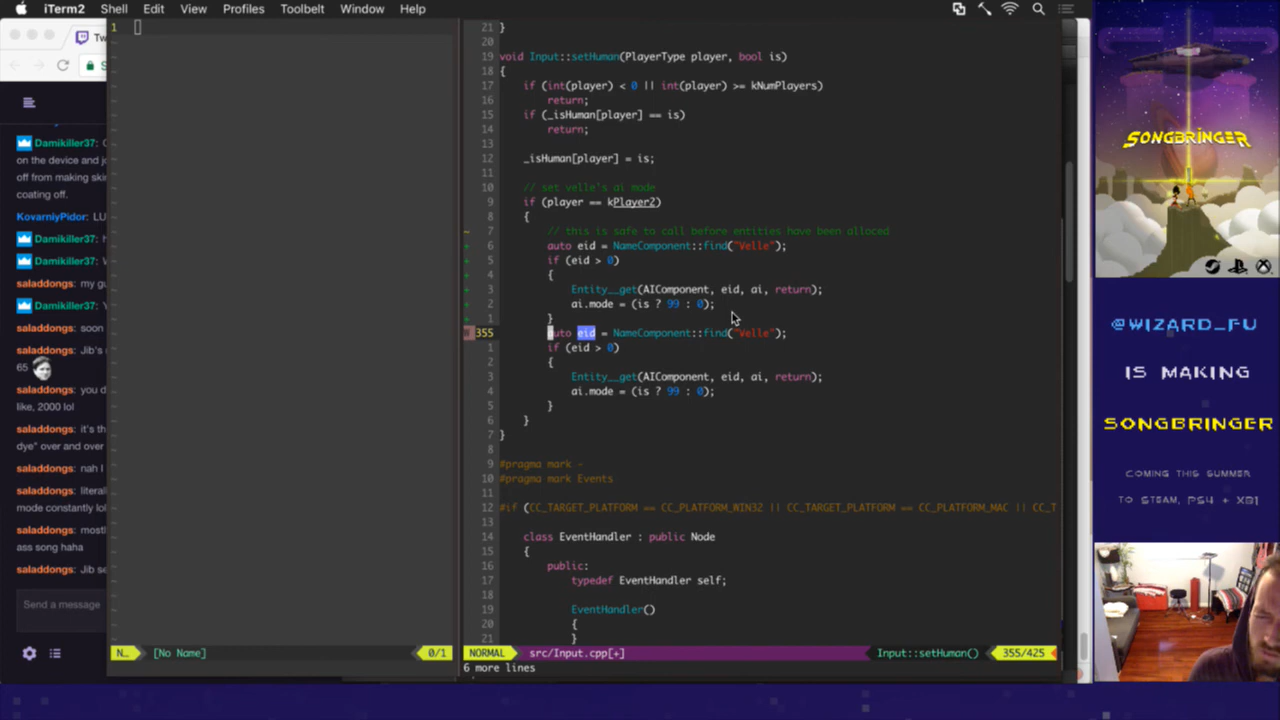 iTerm2 Shell Edit View Profiles Toolbelt Window Help
Tw
S
Damikiller37: C
on the device and je
off from making skir
coating off.
KovarniyPidor: LU
Damikiller37: h
Damikiller37: W
saladdongs: my gu
Damikiller37: Y
saladdongs: soon
saladdongs: Jib's
65
saladdongs: you d
like, 2000 lol
saladdongs: it's th
dye" over and over
saladdongs: nah I
saladdongs: literal
mode constantly lol
saladdongs: most
ass song haha
saladdongs: Jib se
Send a message
1
N… [No Name] 0/1
21 }
20
19 void Input::setHuman(PlayerType player, bool is)
18 {
17 if (int(player) < 0 || int(player) >= kNumPlayers)
16 return;
15 if (_isHuman[player] == is)
14 return;
13
12 _isHuman[player] = is;
11
10 // set velle's ai mode
9 if (player == kPlayer2)
8 {
~ 7 // this is safe to call before entities have been alloced
+ 6 auto eid = NameComponent::find("Velle");
+ 5 if (eid > 0)
+ 4 {
+ 3 Entity__get(AIComponent, eid, ai, return);
+ 2 ai.mode = (is ? 99 : 0);
+ 1 }
355 auto eid = NameComponent::find("Velle");
1 if (eid > 0)
2 {
3 Entity__get(AIComponent, eid, ai, return);
4 ai.mode = (is ? 99 : 0);
5 }
6 }
7 }
8
9 #pragma mark -
10 #pragma mark Events
11
12 #if (CC_TARGET_PLATFORM == CC_PLATFORM_WIN32 || CC_TARGET_PLATFORM == CC_PLATFORM_MAC || CC_T
13
14 class EventHandler : public Node
15 {
16 public:
17 typedef EventHandler self;
18
19 EventHandler()
20 {
21 }
NORMAL src/Input.cpp[+] Input::setHuman() 355/425
6 more lines
SONGBRINGER
@WIZARD_FU
IS MAKING
SONGBRINGER
COMING THIS SUMMER
TO STEAM, PS4 + XB1